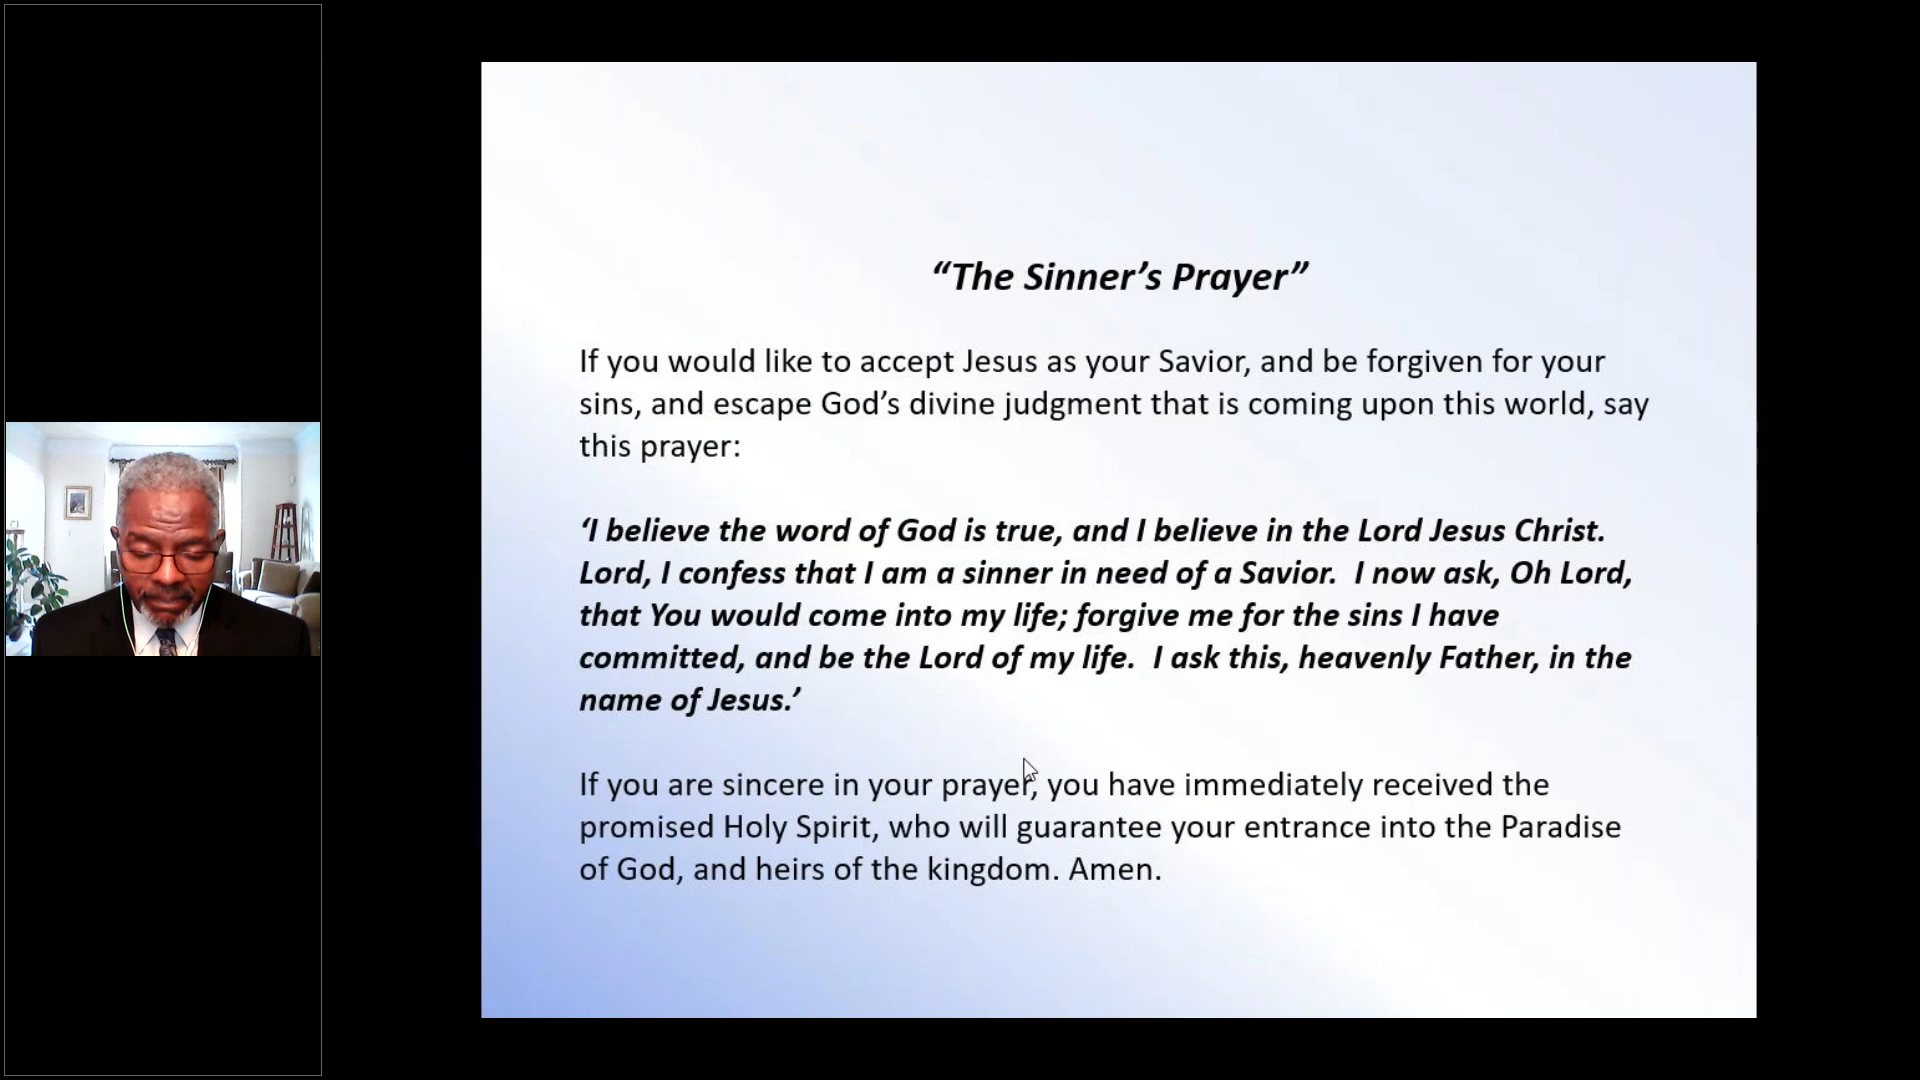 “The Sinner’s Prayer”
If you would like to accept Jesus as your Savior, and be forgiven for your
sins, and escape God’s divine judgment that is coming upon this world, say
this prayer:
‘I believe the word of God is true, and I believe in the Lord Jesus Christ.
Lord, I confess that I am a sinner in need of a Savior.  I now ask, Oh Lord,
that You would come into my life; forgive me for the sins I have
committed, and be the Lord of my life.  I ask this, heavenly Father, in the
name of Jesus.’
If you are sincere in your prayer, you have immediately received the
promised Holy Spirit, who will guarantee your entrance into the Paradise
of God, and heirs of the kingdom. Amen.